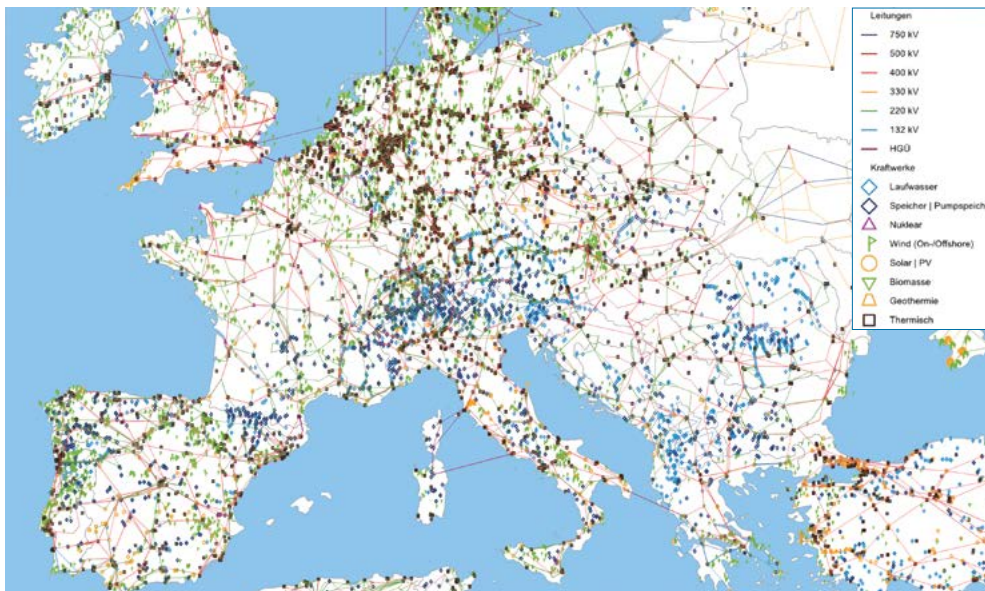 Leitungen
750 kV
500 kV
400 kV
330 kV
220 kV
132 kV
HGÜ
Kraftwerke
Laufwasser
Speicher | Pumpspeich
Nuklear
Wind (On-/Offshore)
Solar | PV
Biomasse
Geothermie
Thermisch